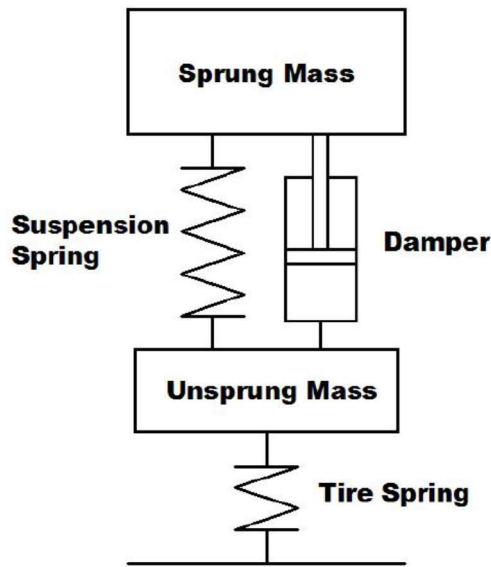 Sprung Mass
Suspension
Spring
Damper
Unsprung Mass
Tire Spring